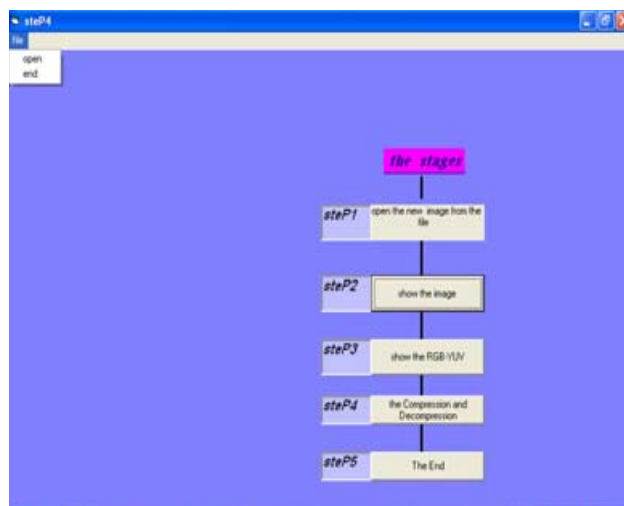 steP4
file
open
end
the stages
steP1
open the new image from the
file
steP2
show the image
steP3
show the RGB-YUV
steP4
the Compression and
Decompression
steP5
The End